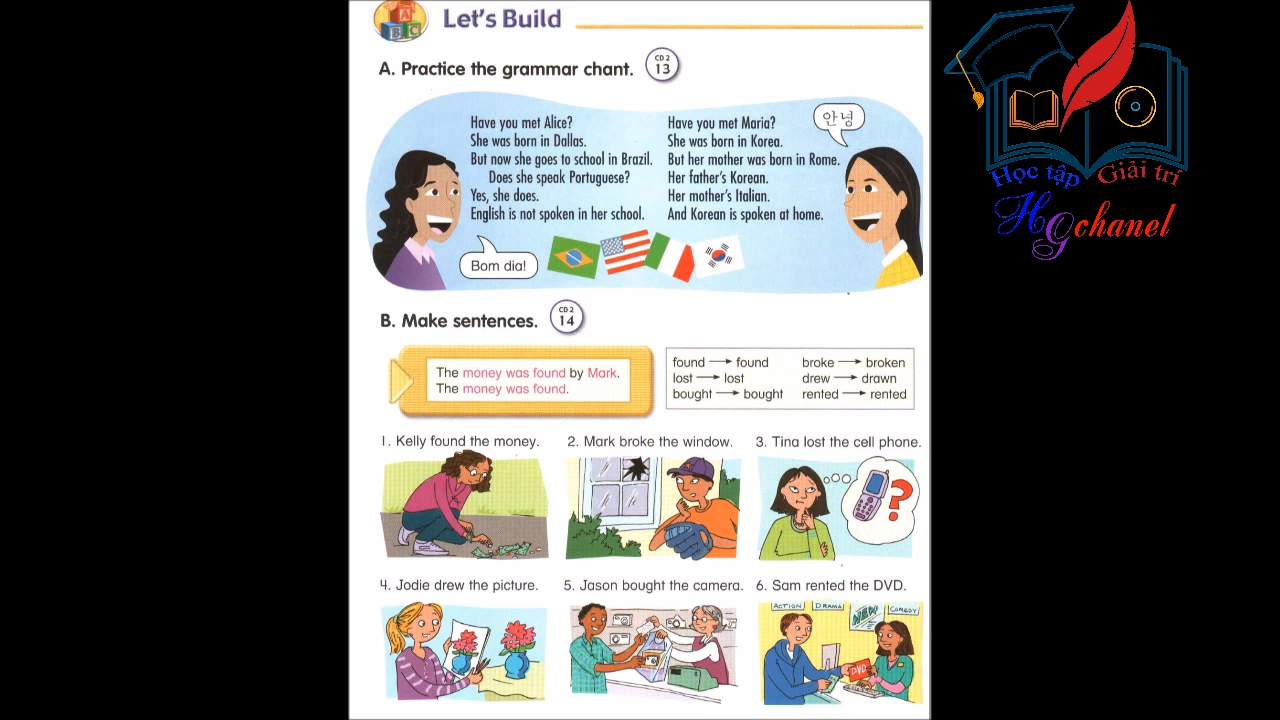 Let's Build
A. Practice the grammar chant.
CD 2
13
Have you met Alice?
She was born in Dallas.
But now she goes to school in Brazil.
Does she speak Portuguese?
Yes, she does.
English is not spoken in her school.
Have you met Maria?
She was born in Korea.
But her mother was born in Rome.
Her father's Korean.
Her mother's Italian.
And Korean is spoken at home.
안녕
Bom dia!
B. Make sentences.
CD 2
14
The money was found by Mark.
The money was found.
found → found
lost → lost
bought → bought
broke → broken
drew → drawn
rented → rented
1. Kelly found the money.
2. Mark broke the window.
3. Tina lost the cell phone.
4. Jodie drew the picture.
5. Jason bought the camera.
6. Sam rented the DVD.
ACTION
DRAMA
NEW
COMEDY
DVD
A
B
C
Học tập
Giải trí
HGchanel